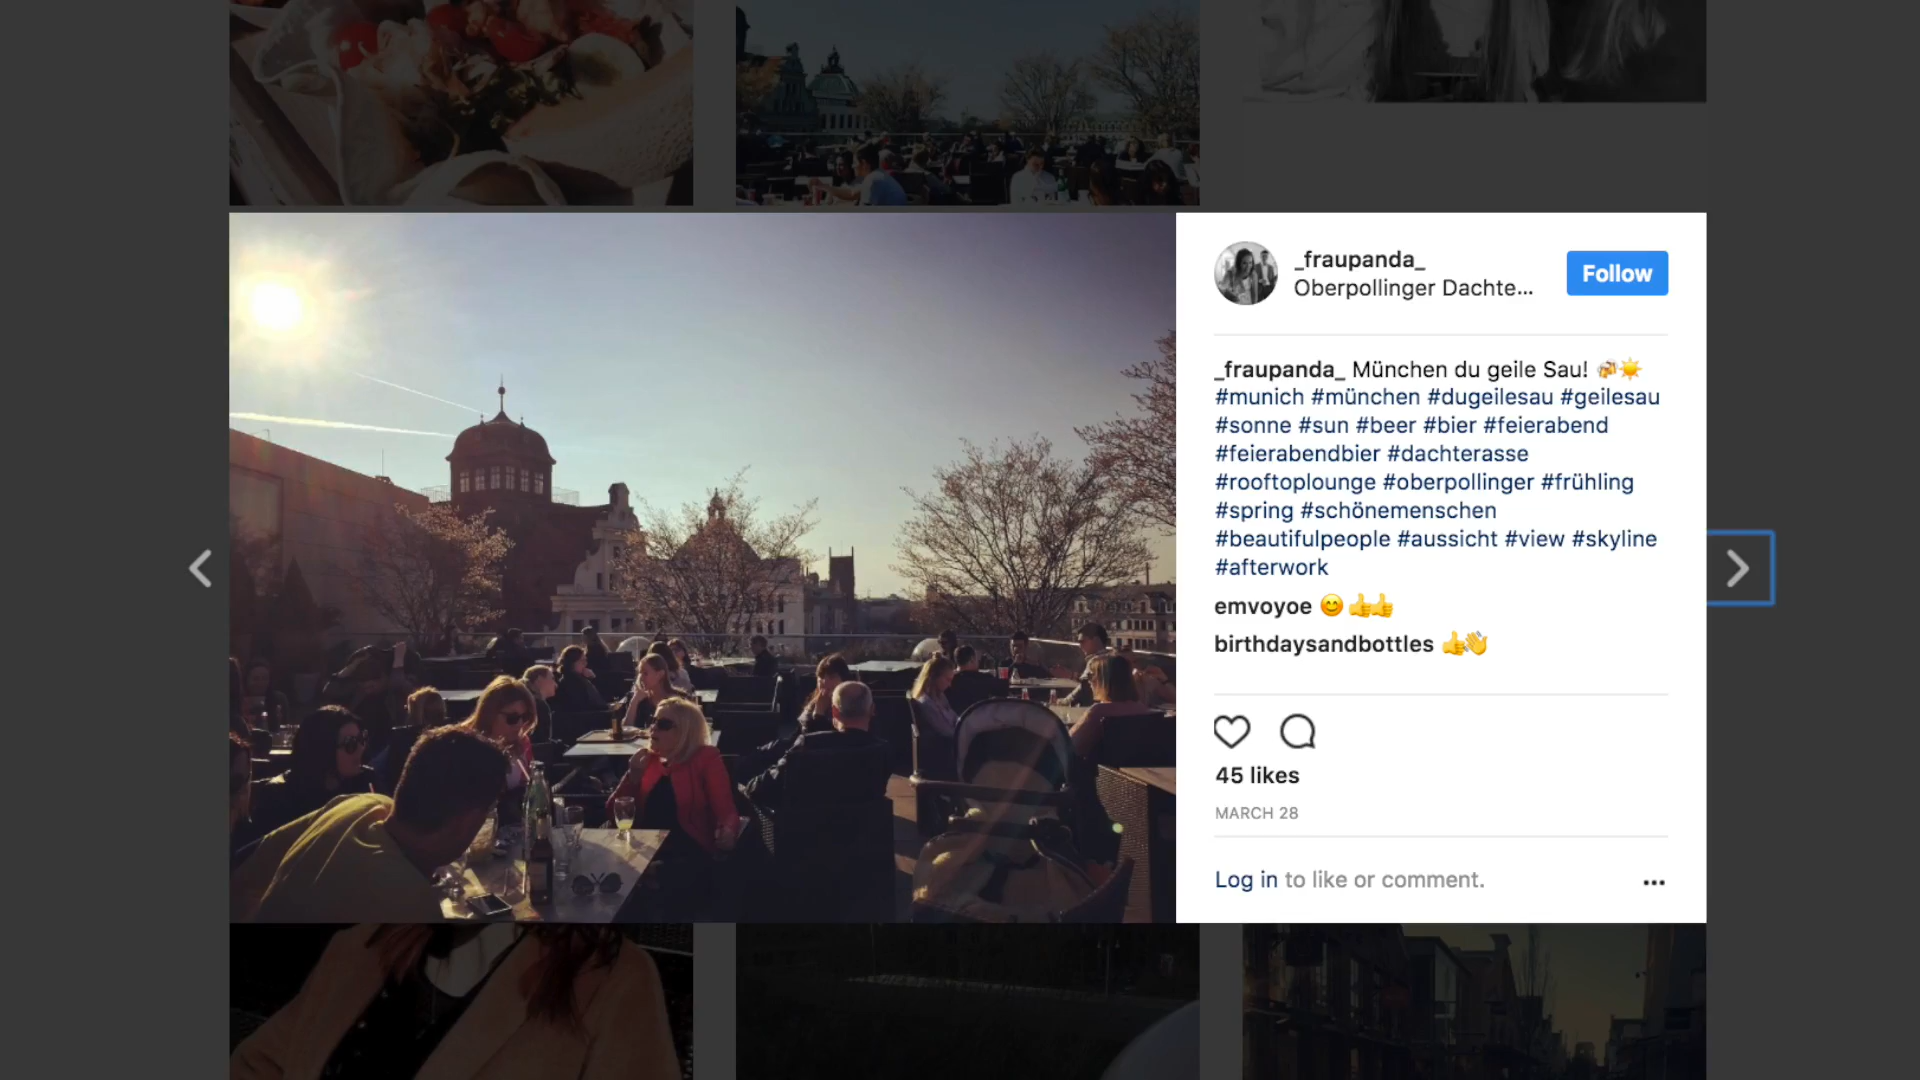 _fraupanda_
Oberpollinger Dachte...
Follow
_fraupanda_ München du geile Sau! 🍻☀️
#munich #münchen #dugeilesau #geilesau
#sonne #sun #beer #bier #feierabend
#feierabendbier #dachterasse
#rooftoplounge #oberpollinger #frühling
#spring #schönemenschen
#beautifulpeople #aussicht #view #skyline
#afterwork
emvoyoe 😊👍👍
birthdaysandbottles 👍👋
45 likes
MARCH 28
Log in to like or comment.